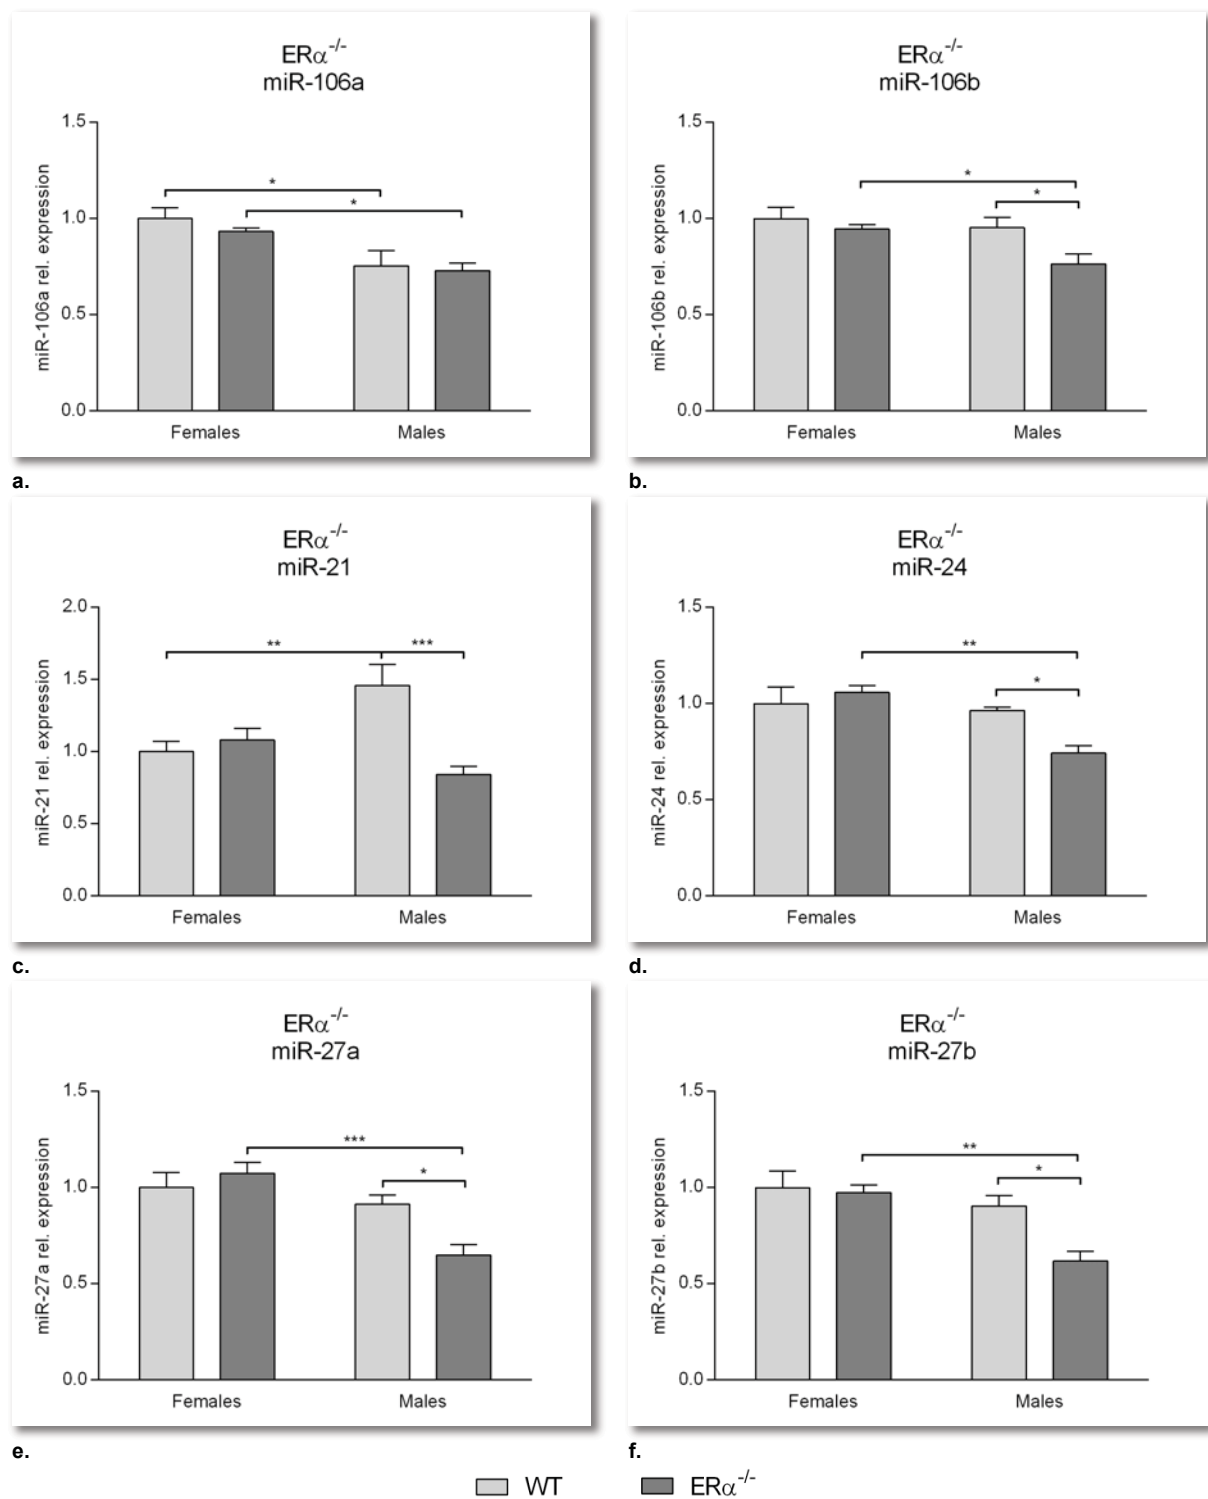 ERα-/-
miR-106a
1.5
1.0
0.5
0.0
miR-106a rel. expression
*
*
Females
Males
a.
ERα-/-
miR-106b
1.5
1.0
0.5
0.0
miR-106b rel. expression
*
*
Females
Males
b.
ERα-/-
miR-21
2.0
1.5
1.0
0.5
0.0
miR-21 rel. expression
**
***
Females
Males
c.
ERα-/-
miR-24
1.5
1.0
0.5
0.0
miR-24 rel. expression
**
*
Females
Males
d.
ERα-/-
miR-27a
1.5
1.0
0.5
0.0
miR-27a rel. expression
***
*
Females
Males
e.
ERα-/-
miR-27b
1.5
1.0
0.5
0.0
miR-27b rel. expression
**
*
Females
Males
f.
WT
ERα-/-